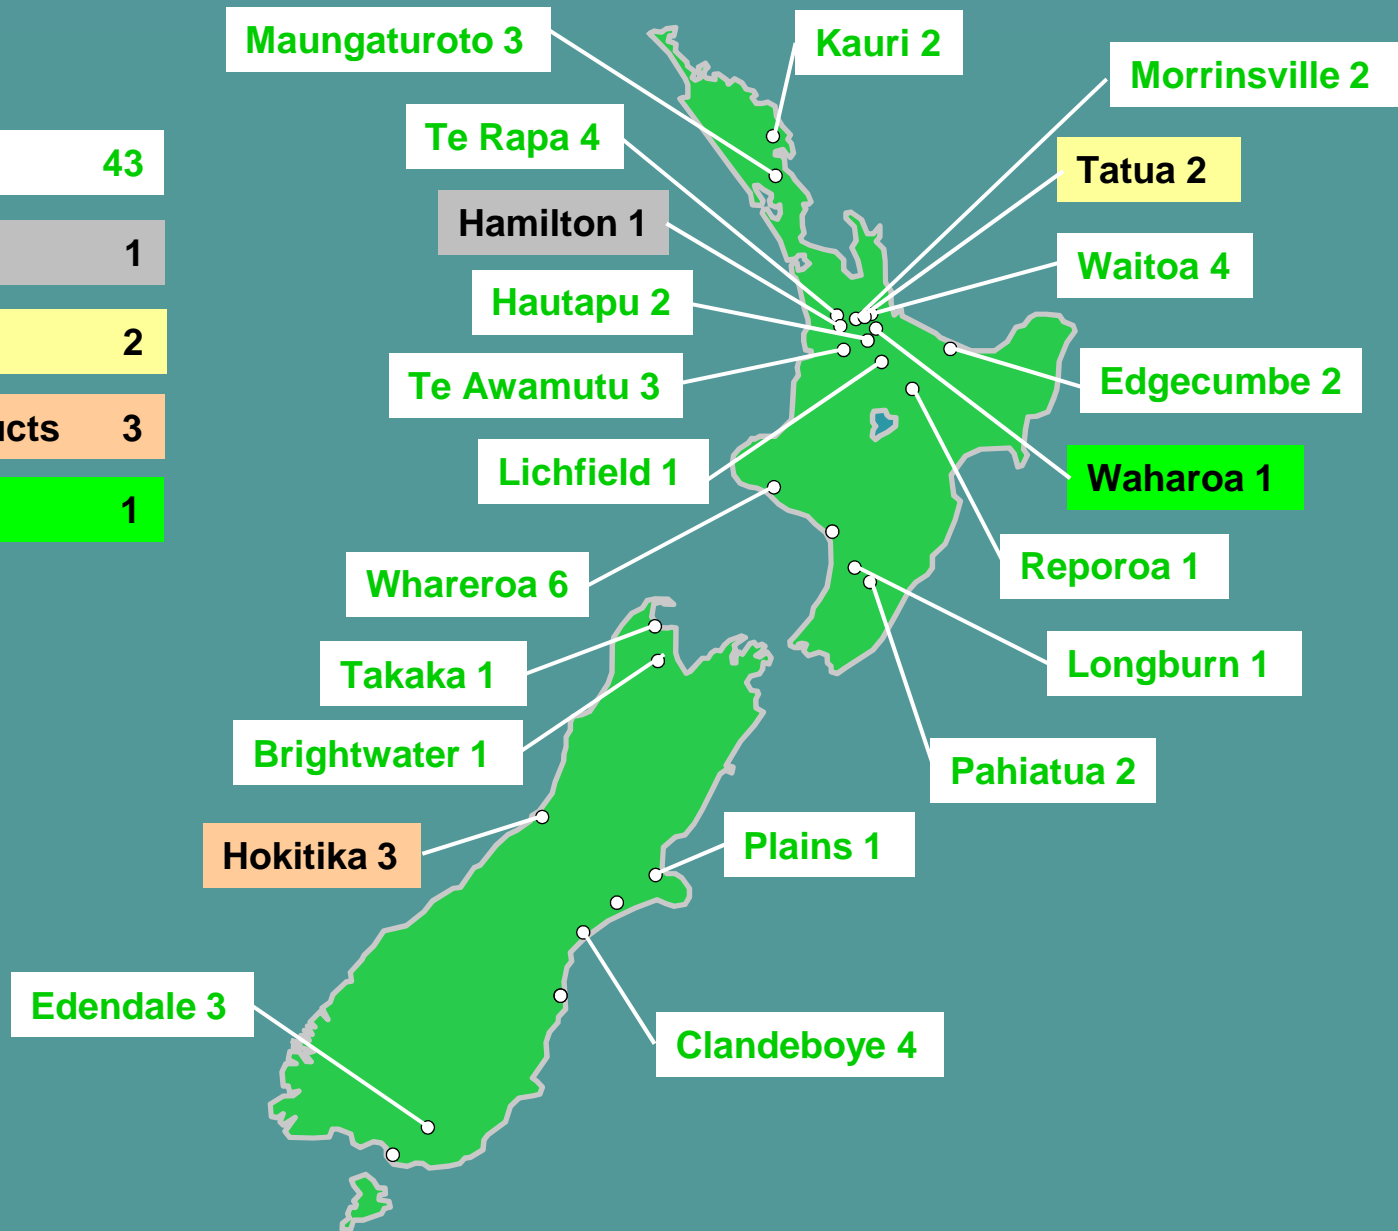 Maungaturoto 3
Kauri 2
Morrinsville 2
Te Rapa 4
43
Tatua 2
Hamilton 1
1
Waitoa 4
Hautapu 2
2
Te Awamutu 3
Edgecumbe 2
ucts 3
Lichfield 1
Waharoa 1
1
Whareroa 6
Reporoa 1
Takaka 1
Longburn 1
Brightwater 1
Pahiatua 2
Hokitika 3
Plains 1
Edendale 3
Clandeboye 4